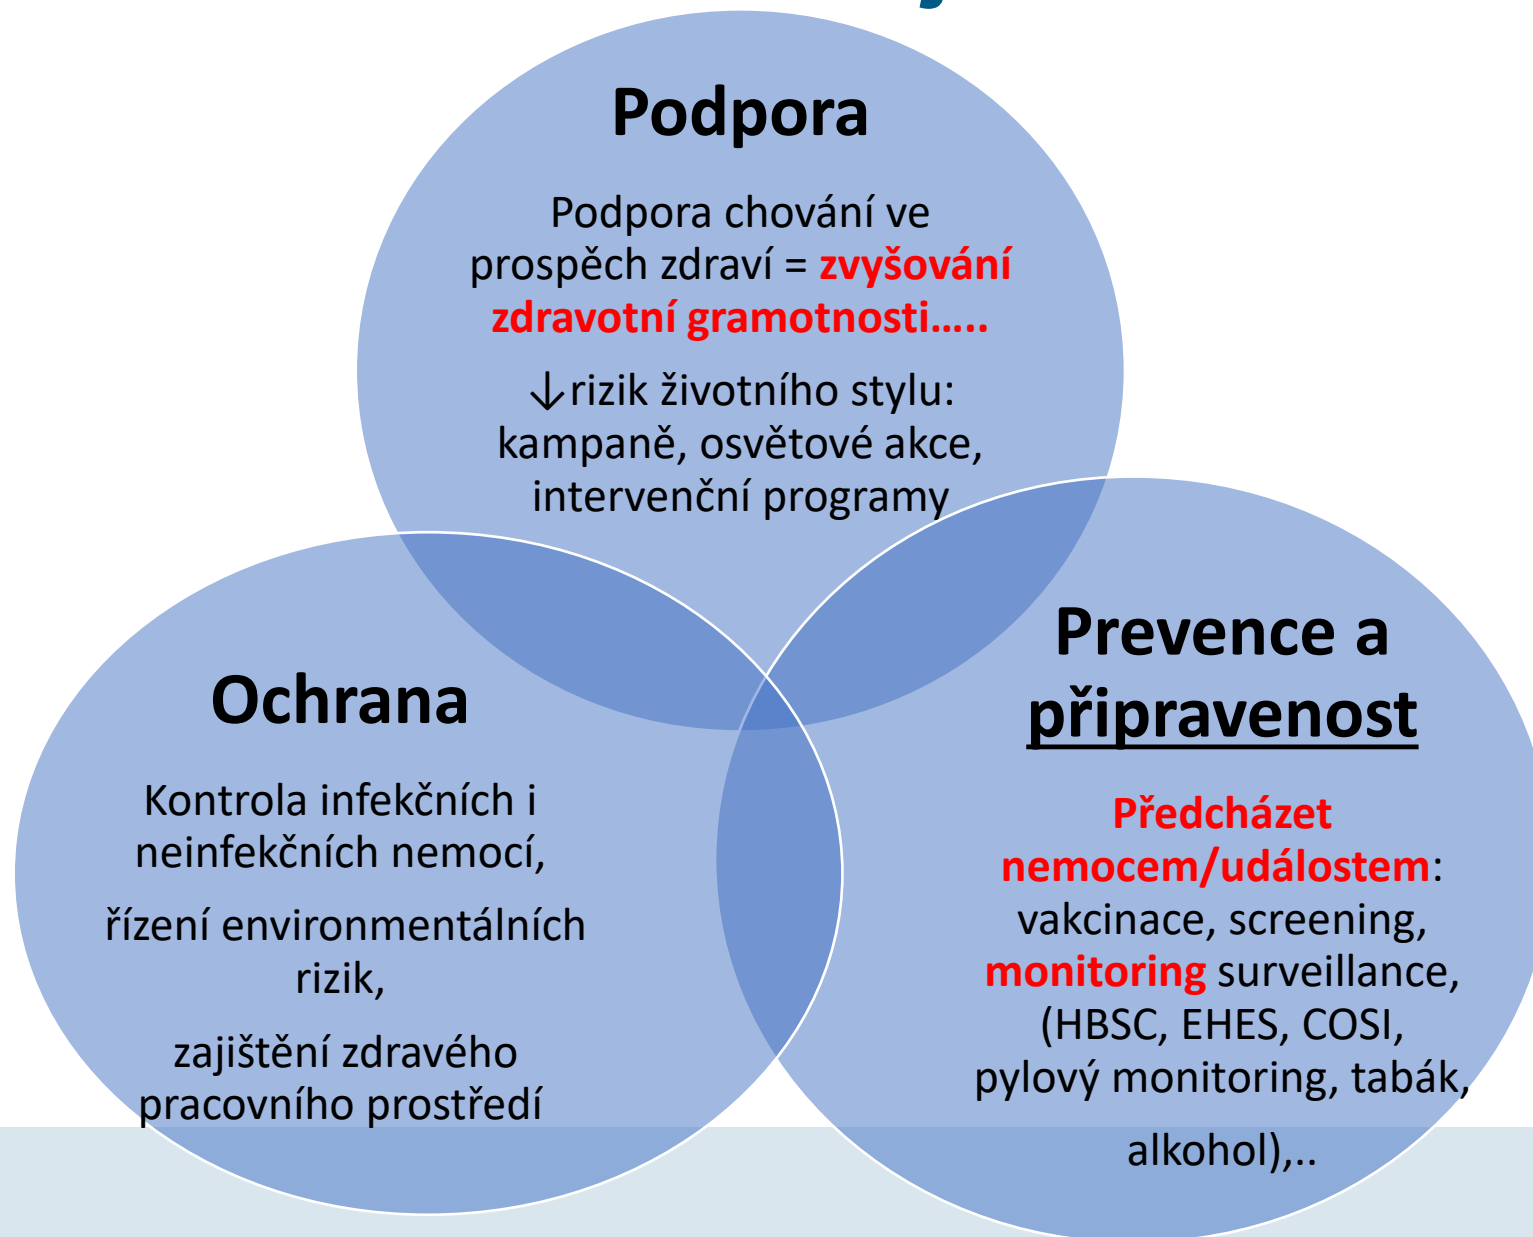 Podpora
Podpora chování ve
prospěch zdraví = zvyšování
zdravotní gramotnosti…..
↓rizik životního stylu:
kampaně, osvětové akce,
intervenční programy
Ochrana
Kontrola infekčních i
neinfekčních nemocí,
řízení environmentálních
rizik,
zajištění zdravého
pracovního prostředí
Prevence a
připravenost
Předcházet
nemocem/událostem:
vakcinace, screening,
monitoring surveillance,
(HBSC, EHES, COSI,
pylový monitoring, tabák,
alkohol),..